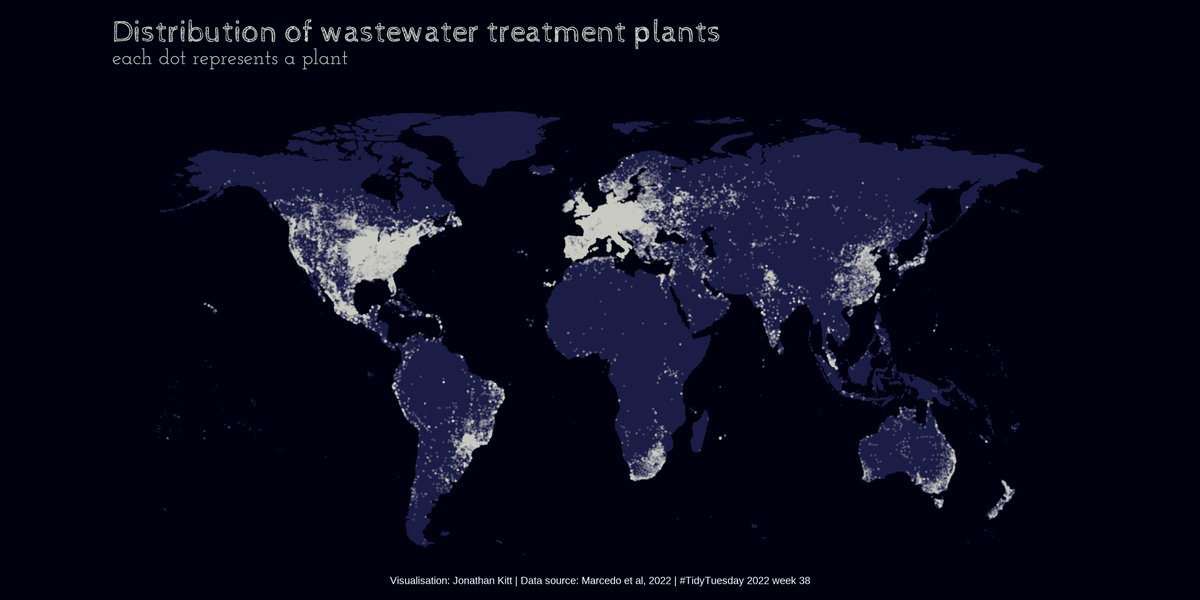 Distribution of wastewater treatment plants
each dot represents a plant
Visualisation: Jonathan Kitt | Data source: Marcedo et al, 2022 | #TidyTuesday 2022 week 38